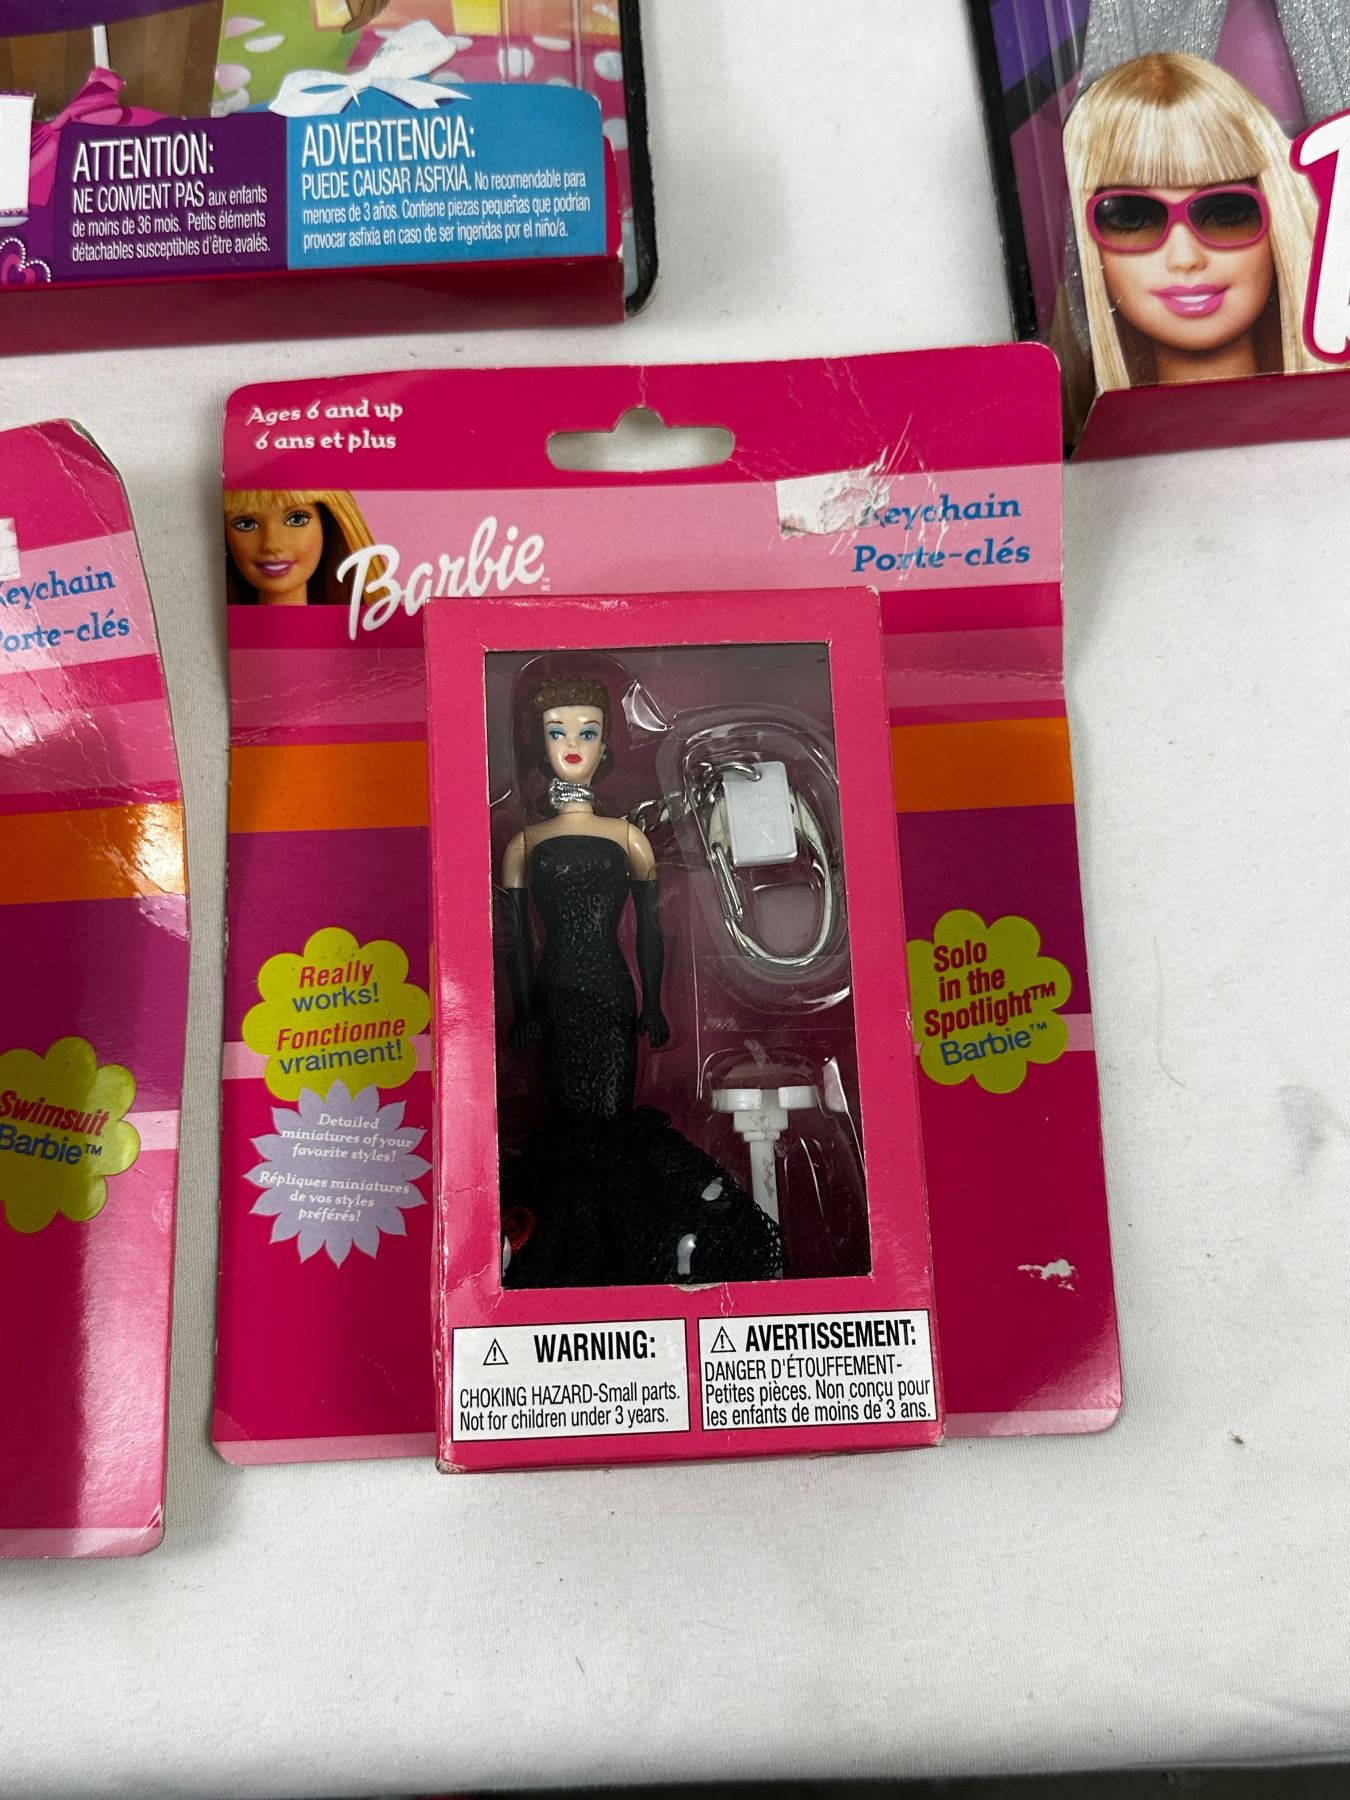 ATTENTION:
NE CONVIENT PAS aux enfants
de moins de 36 mois. Petits éléments
détachables susceptibles d'être avalés.
ADVERTENCIA:
PUEDE CAUSAR ASFIXIA. No recomendable para
menores de 3 años. Contiene piezas pequeñas que podrían
provocar asfixia en caso de ser ingeridas por el niño/a.
Ages 6 and up
6 ans et plus
Barbie™
Keychain
Porte-clés
Really
works!
Fonctionne
vraiment!
Detailed
miniatures of your
favorite styles!
Répliques miniatures
de vos styles
préférés!
Solo
in the
Spotlight™
Barbie™
WARNING:
CHOKING HAZARD-Small parts.
Not for children under 3 years.
AVERTISSEMENT:
DANGER D'ÉTOUFFEMENT-
Petites pièces. Non conçu pour
les enfants de moins de 3 ans.
Keychain
Porte-clés
Swimsuit
Barbie™